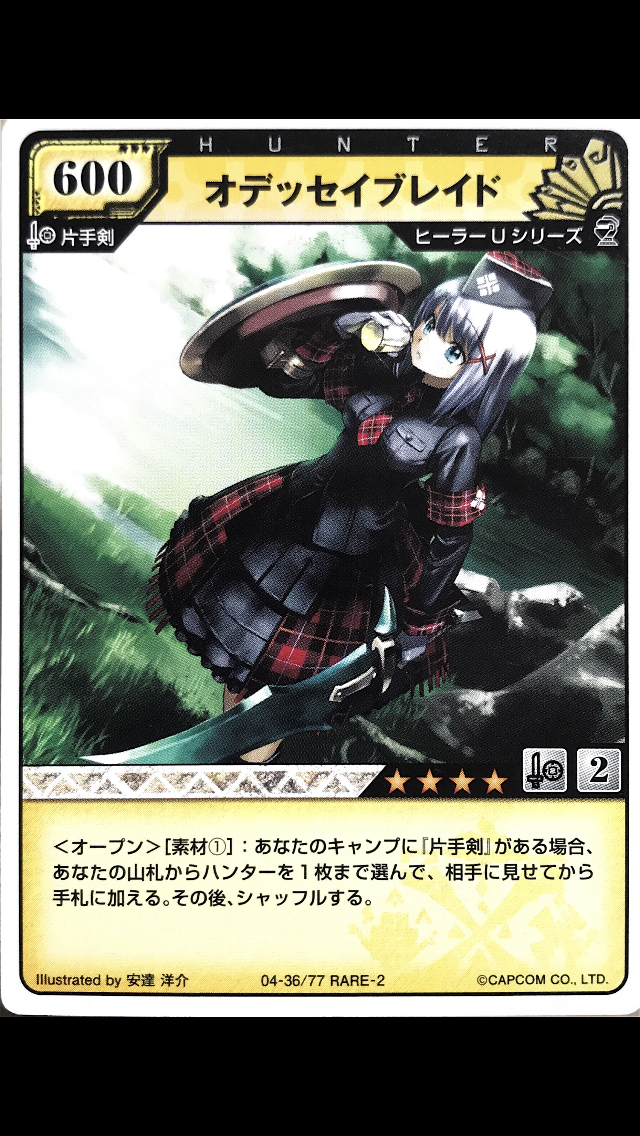 HUNTER
600
オデッセイブレイド
片手剣
ヒーラーUシリーズ
2
＜オープン＞[素材①]：あなたのキャンプに『片手剣』がある場合、
あなたの山札からハンターを１枚まで選んで、相手に見せてから
手札に加える。その後、シャッフルする。
Illustrated by 安達 洋介
04-36/77 RARE-2
©CAPCOM CO., LTD.